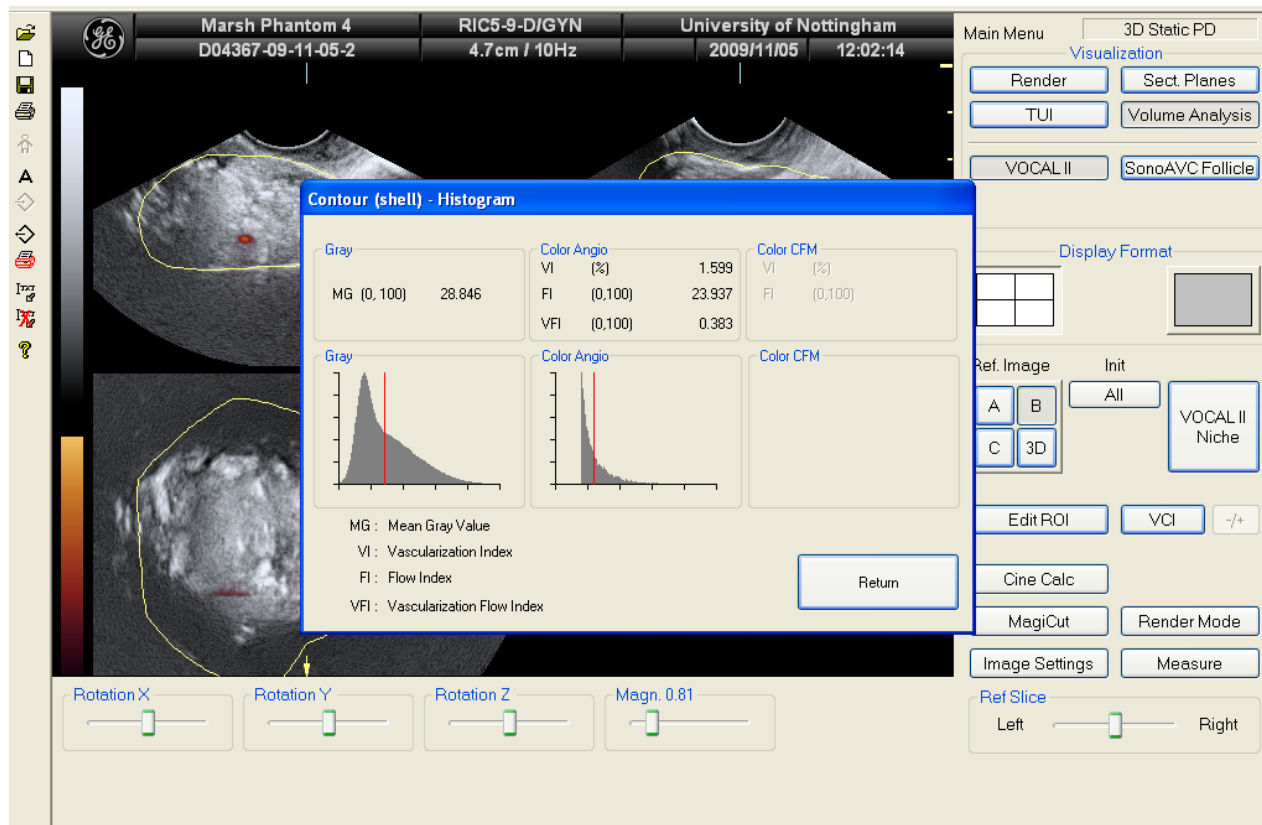 Marsh Phantom 4 RIC5-9-D/GYN University of Nottingham
D04367-09-11-05-2 4.7cm / 10Hz 2009/11/05 12:02:14
Main Menu 3D Static PD
Visualization
Render Sect. Planes
TUI Volume Analysis
VOCAL II SonoAVC Follicle
Contour (shell) - Histogram
Gray
MG (0, 100) 28.846
Color Angio
VI (%) 1.599
FI (0,100) 23.937
VFI (0,100) 0.383
Color CFM
VI (%)
FI (0,100)
Gray
Color Angio
Color CFM
MG : Mean Gray Value
VI : Vascularization Index
FI : Flow Index
VFI : Vascularization Flow Index
Return
Display Format
Ref. Image Init
A B All
C 3D
VOCAL II
Niche
Edit ROI VCI -/+
Cine Calc
MagiCut Render Mode
Image Settings Measure
Rotation X Rotation Y Rotation Z Magn. 0.81
Ref Slice
Left Right